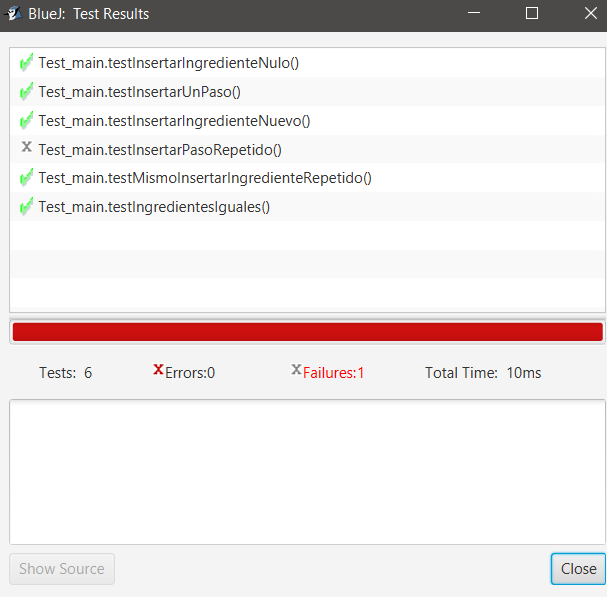 BlueJ: Test Results
Test_main.testInsertarIngredienteNulo()
Test_main.testInsertarUnPaso()
Test_main.testInsertarIngredienteNuevo()
Test_main.testInsertarPasoRepetido()
Test_main.testMismoInsertarIngredienteRepetido()
Test_main.testIngredientesIguales()
Tests: 6 Errors:0 Failures:1 Total Time: 10ms
Show Source Close